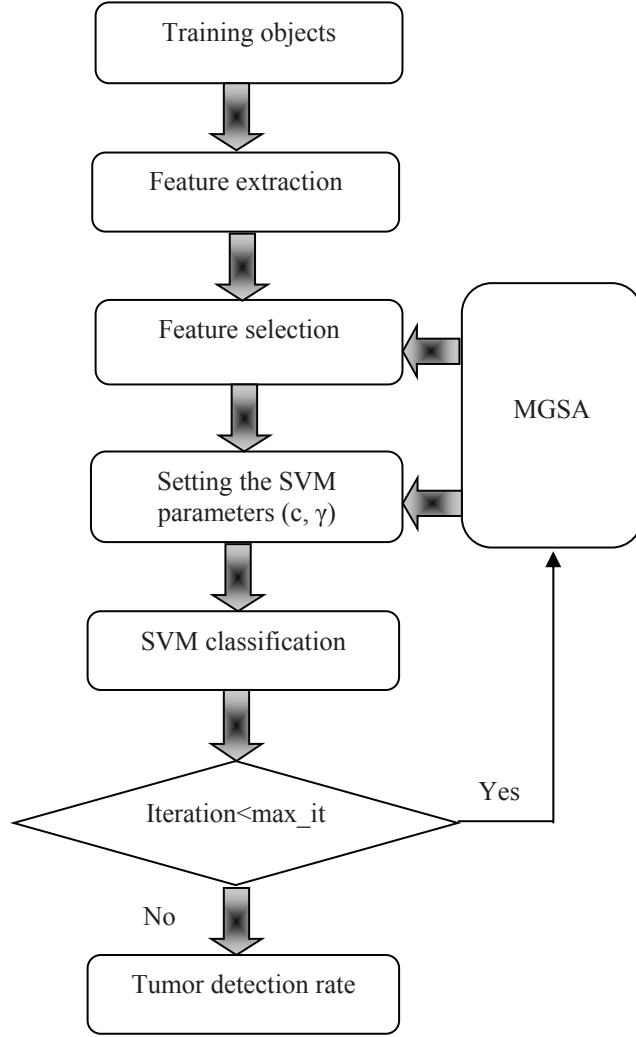 Training objects
Feature extraction
Feature selection
MGSA
Setting the SVM
parameters (c, γ)
SVM classification
Iteration<max_it
Yes
No
Tumor detection rate